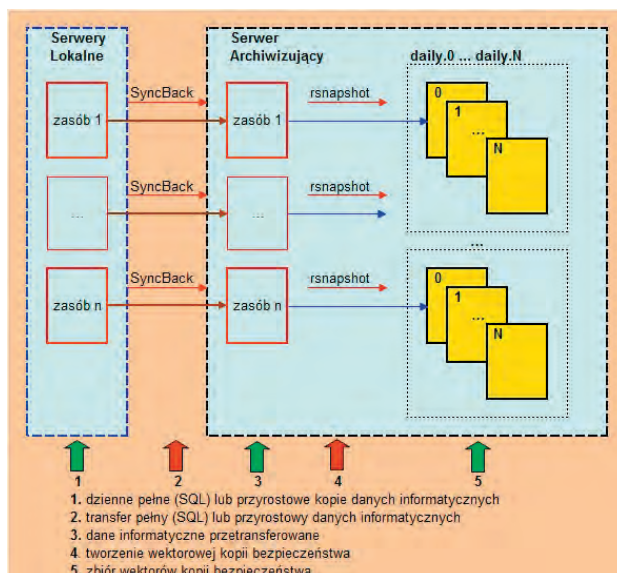 Serwery
Lokalne
Serwer
Archiwizujący
daily.0 ... daily.N
SyncBack
rsnapshot
zasób 1
zasób 1
0
1
...
N
SyncBack
rsnapshot
...
...
...
SyncBack
rsnapshot
zasób n
zasób n
0
1
...
N
1
2
3
4
5
1. dzienne pełne (SQL) lub przyrostowe kopie danych informatycznych
2. transfer pełny (SQL) lub przyrostowy danych informatycznych
3. dane informatyczne przetransferowane
4. tworzenie wektorowej kopii bezpieczeństwa
5. zbiór wektorów kopii bezpieczeństwa